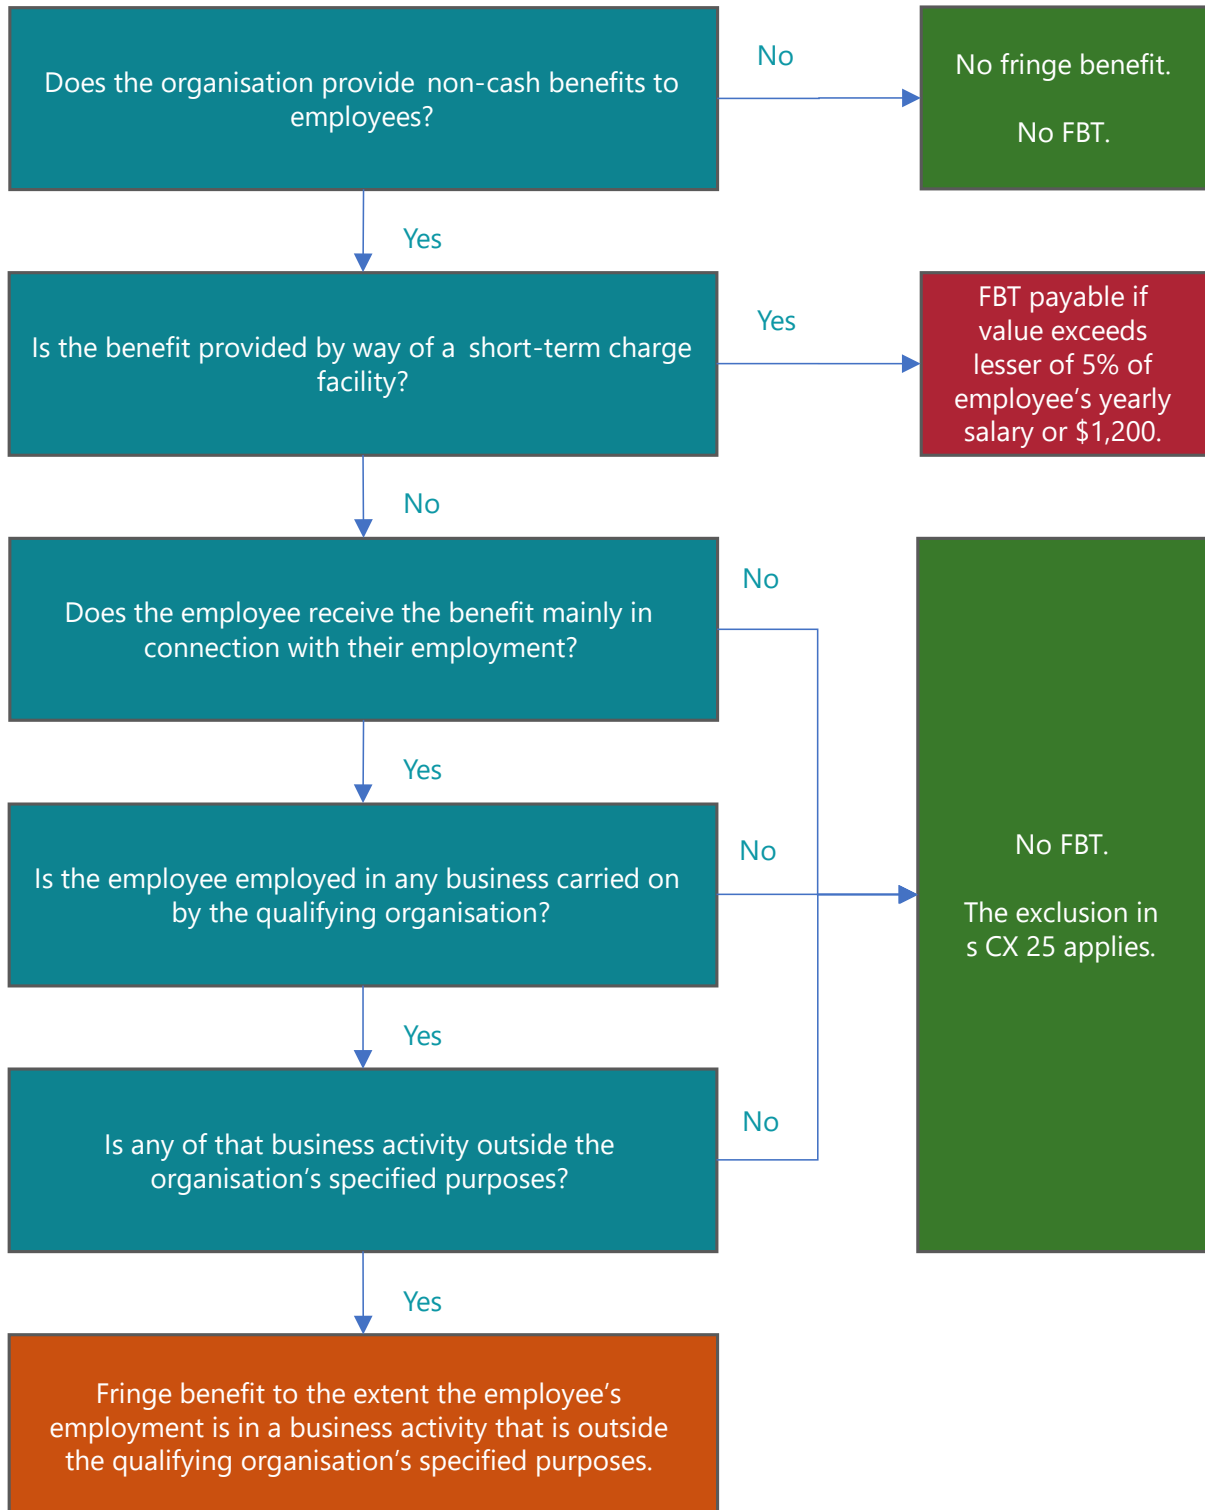 Does the organisation provide non-cash benefits to
employees?
No
No fringe benefit.
No FBT.
Yes
Is the benefit provided by way of a short-term charge
facility?
Yes
FBT payable if
value exceeds
lesser of 5% of
employee’s yearly
salary or $1,200.
No
Does the employee receive the benefit mainly in
connection with their employment?
No
Yes
Is the employee employed in any business carried on
by the qualifying organisation?
No
No FBT.
The exclusion in
s CX 25 applies.
Yes
Is any of that business activity outside the
organisation’s specified purposes?
No
Yes
Fringe benefit to the extent the employee’s
employment is in a business activity that is outside
the qualifying organisation’s specified purposes.